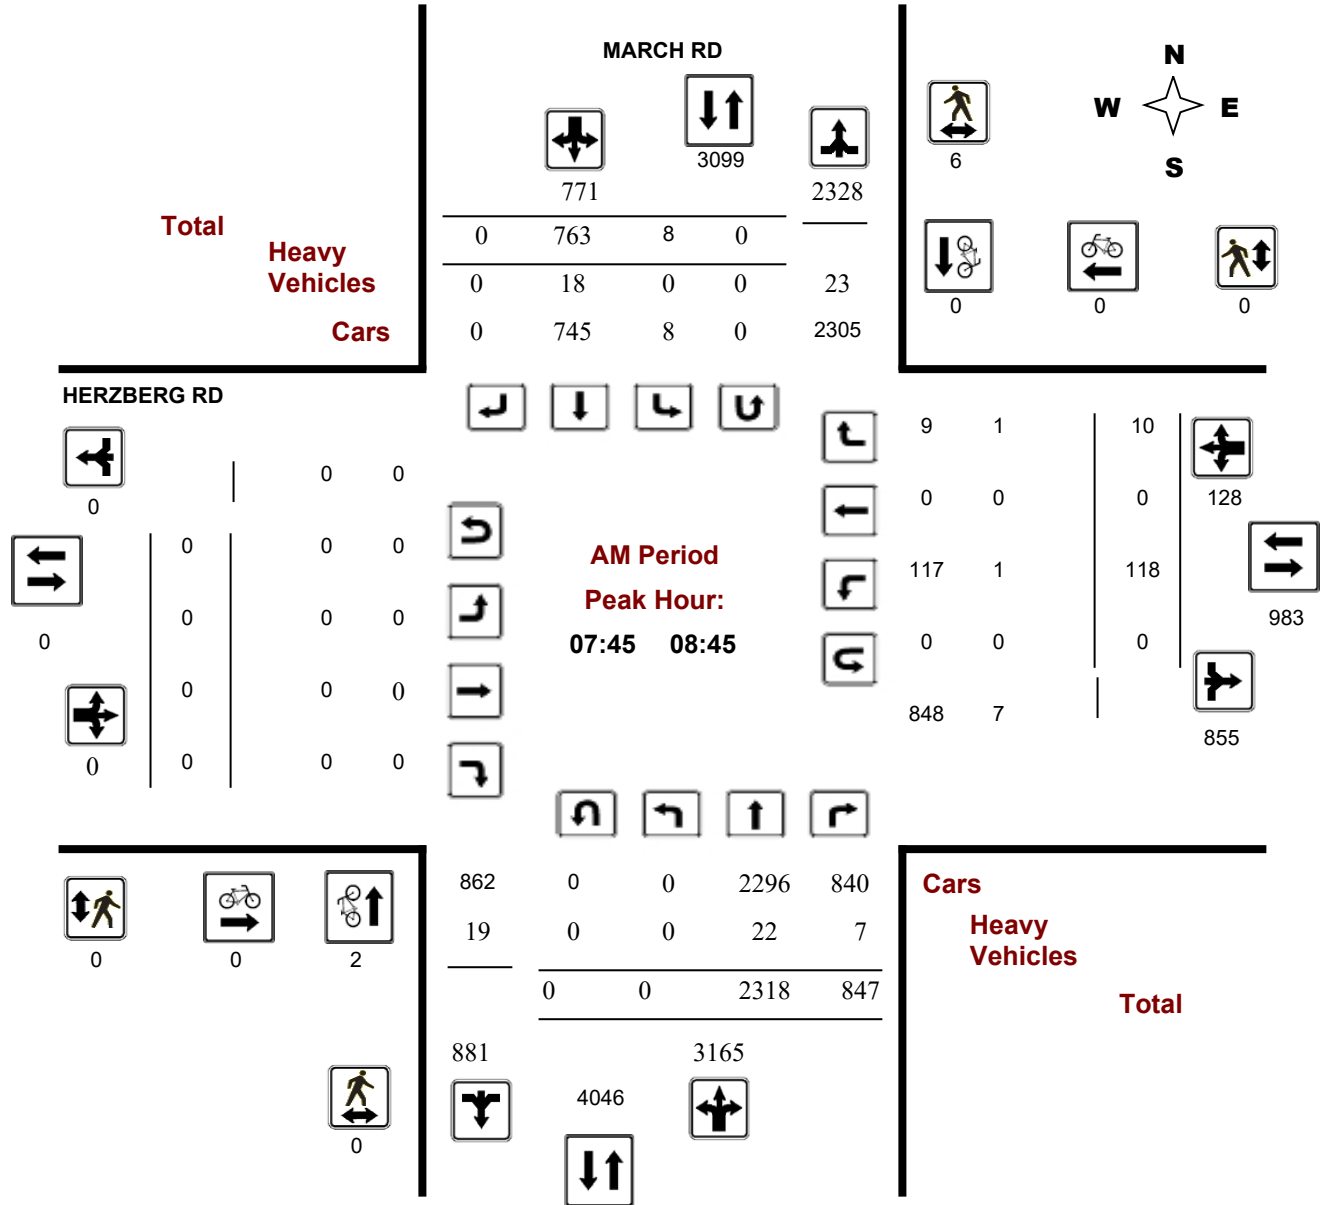 MARCH RD
N
W E
S
3099
6
771 2328
Total
0 763 8 0
Heavy
Vehicles
0 18 0 0 23
Cars
0 745 8 0 2305
0 0 0
HERZBERG RD
9 1 10
0 0
0
0 0 0 128
0 0 0
AM Period
117 1 118
Peak Hour:
0 0 0
983
0
07:45 08:45
0 0 0
0 0 0
848 7
855
0
0 0 0
862 0 0 2296 840
Cars
19 0 0 22 7
Heavy
Vehicles
0 0 2
0 0 2318 847
Total
881 3165
4046
0